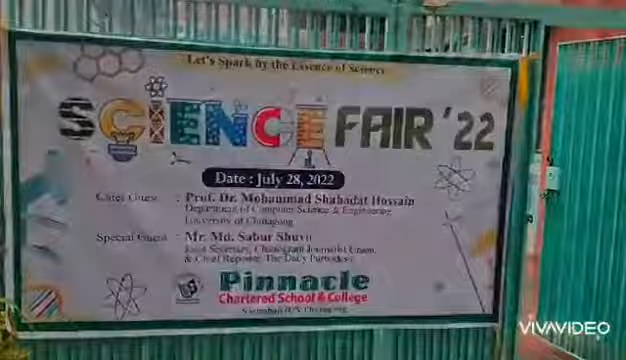 Let's Spark by the Essence of Science
SCIENCE FAIR '22
Date : July 28, 2022
Chief Guest : Prof. Dr. Mohammad Shahadat Hossain
Department of Computer Science & Engineering
University of Chittagong
Special Guest : Mr. Md. Sabur Shuvo
Joint Secretary, Chattogram Journalist Union
& Chief Reporter, The Daily
Pinnacle
Chartered School & College
VIVAVIDEO